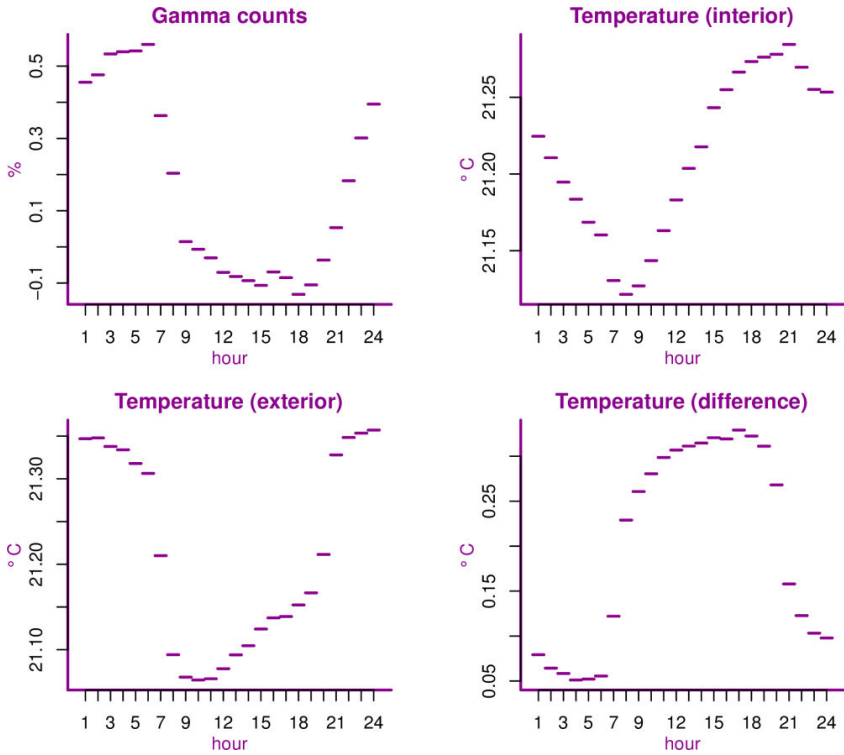 Gamma counts
%
0.5
0.3
0.1
−0.1
1 3 5 7 9 12 15 18 21 24
hour
Temperature (interior)
° C
21.25
21.20
21.15
1 3 5 7 9 12 15 18 21 24
hour
Temperature (exterior)
° C
21.30
21.20
21.10
1 3 5 7 9 12 15 18 21 24
hour
Temperature (difference)
° C
0.25
0.15
0.05
1 3 5 7 9 12 15 18 21 24
hour